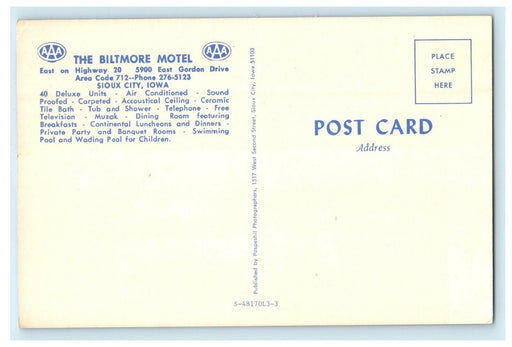 AAA
AAA
THE BILTMORE MOTEL
East on Highway 20 5900 East Gordon Drive
Area Code 712—Phone 276-5123
SIOUX CITY, IOWA
40 Deluxe Units - Air Conditioned - Sound
Proofed - Carpeted - Accoustical Ceiling - Ceramic
Tile Bath - Tub and Shower - Telephone - Free
Television - Muzak - Dining Room featuring
Breakfasts - Continental Luncheons and Dinners -
Private Party and Banquet Rooms - Swimming
Pool and Wading Pool for Children.
Published by Pospeshil Photographers, 1517 West Second Street, Sioux City, Iowa 51103
S-48170L3-3
PLACE
STAMP
HERE
POST CARD
Address